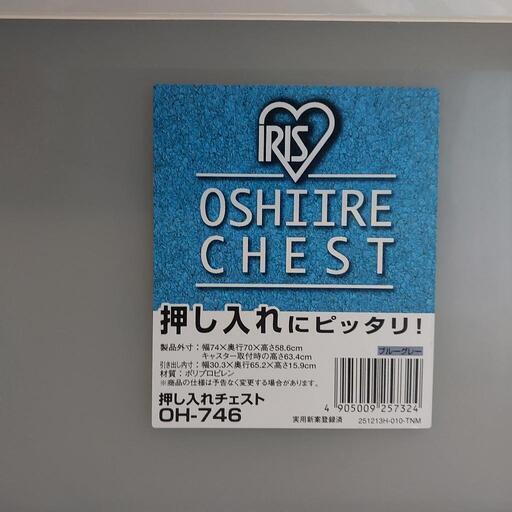 IRIS
OSHIIRE
CHEST
押し入れにピッタリ!
製品外寸：幅74×奥行70×高さ58.6cm
キャスター取付時の高さ63.4cm
引き出し内寸：幅30.3×奥行65.2×高さ15.9cm
材質：ポリプロピレン
※商品の仕様は予告なく変更する場合があります。
押し入れチェスト
OH-746
ブルーグレー
4 905009 257324
実用新案登録済
251213H-010-TNM